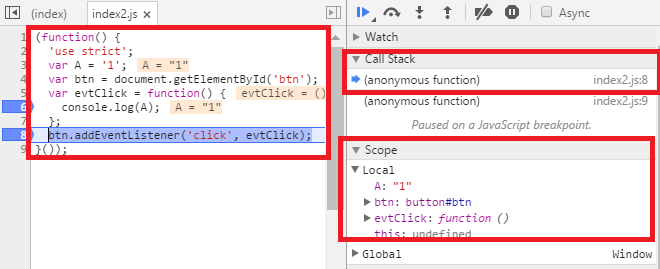 (index) index2.js ×
Async
1 (function() {
2 'use strict';
3 var A = '1'; A = "1"
4 var btn = document.getElementById('btn');
5 var evtClick = function() { evtClick = ()
6 console.log(A); A = "1"
7 };
8 btn.addEventListener('click', evtClick);
9 }());
Watch
Call Stack
(anonymous function) index2.js:8
(anonymous function) index2.js:9
Paused on a JavaScript breakpoint.
Scope
Local
A: "1"
btn: button#btn
evtClick: function ()
this: undefined
Global Window